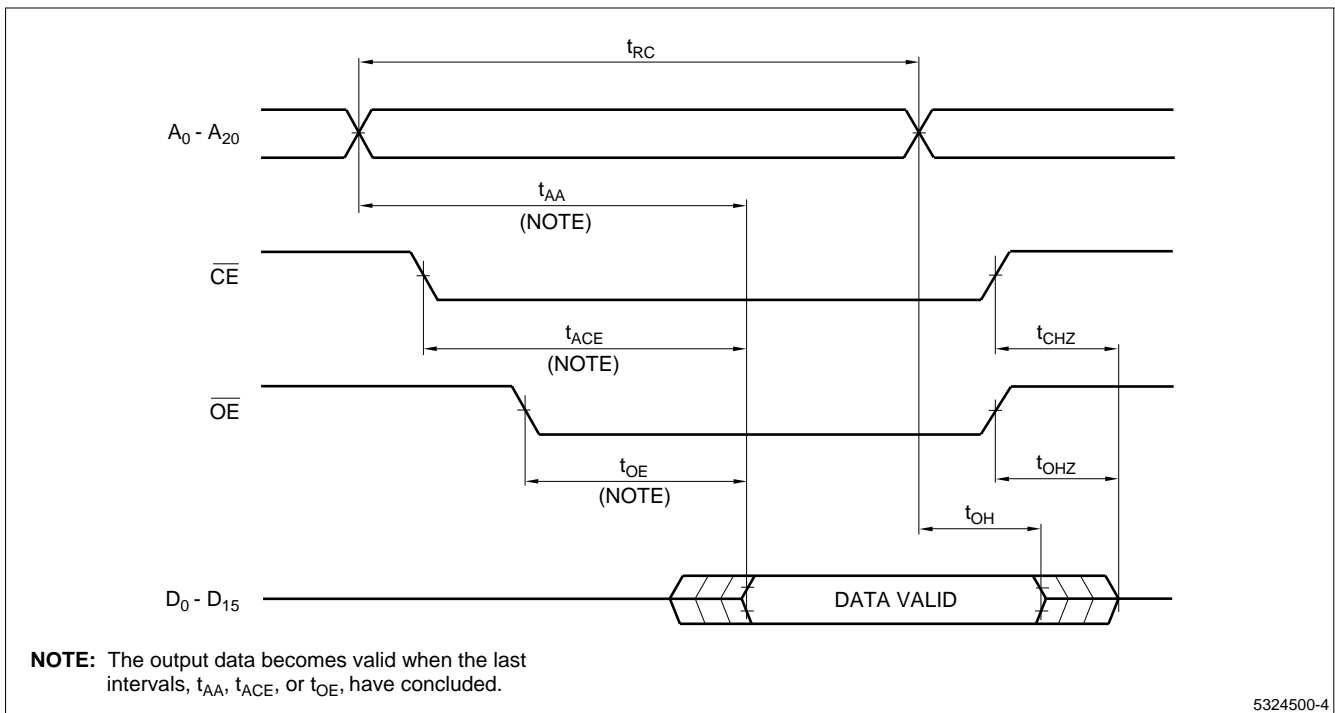 tRC
A0 - A20
tAA
(NOTE)
CE
tACE
(NOTE)
tCHZ
OE
tOE
(NOTE)
tOHZ
tOH
D0 - D15
DATA VALID
NOTE: The output data becomes valid when the last
intervals, tAA, tACE, or tOE, have concluded.
5324500-4